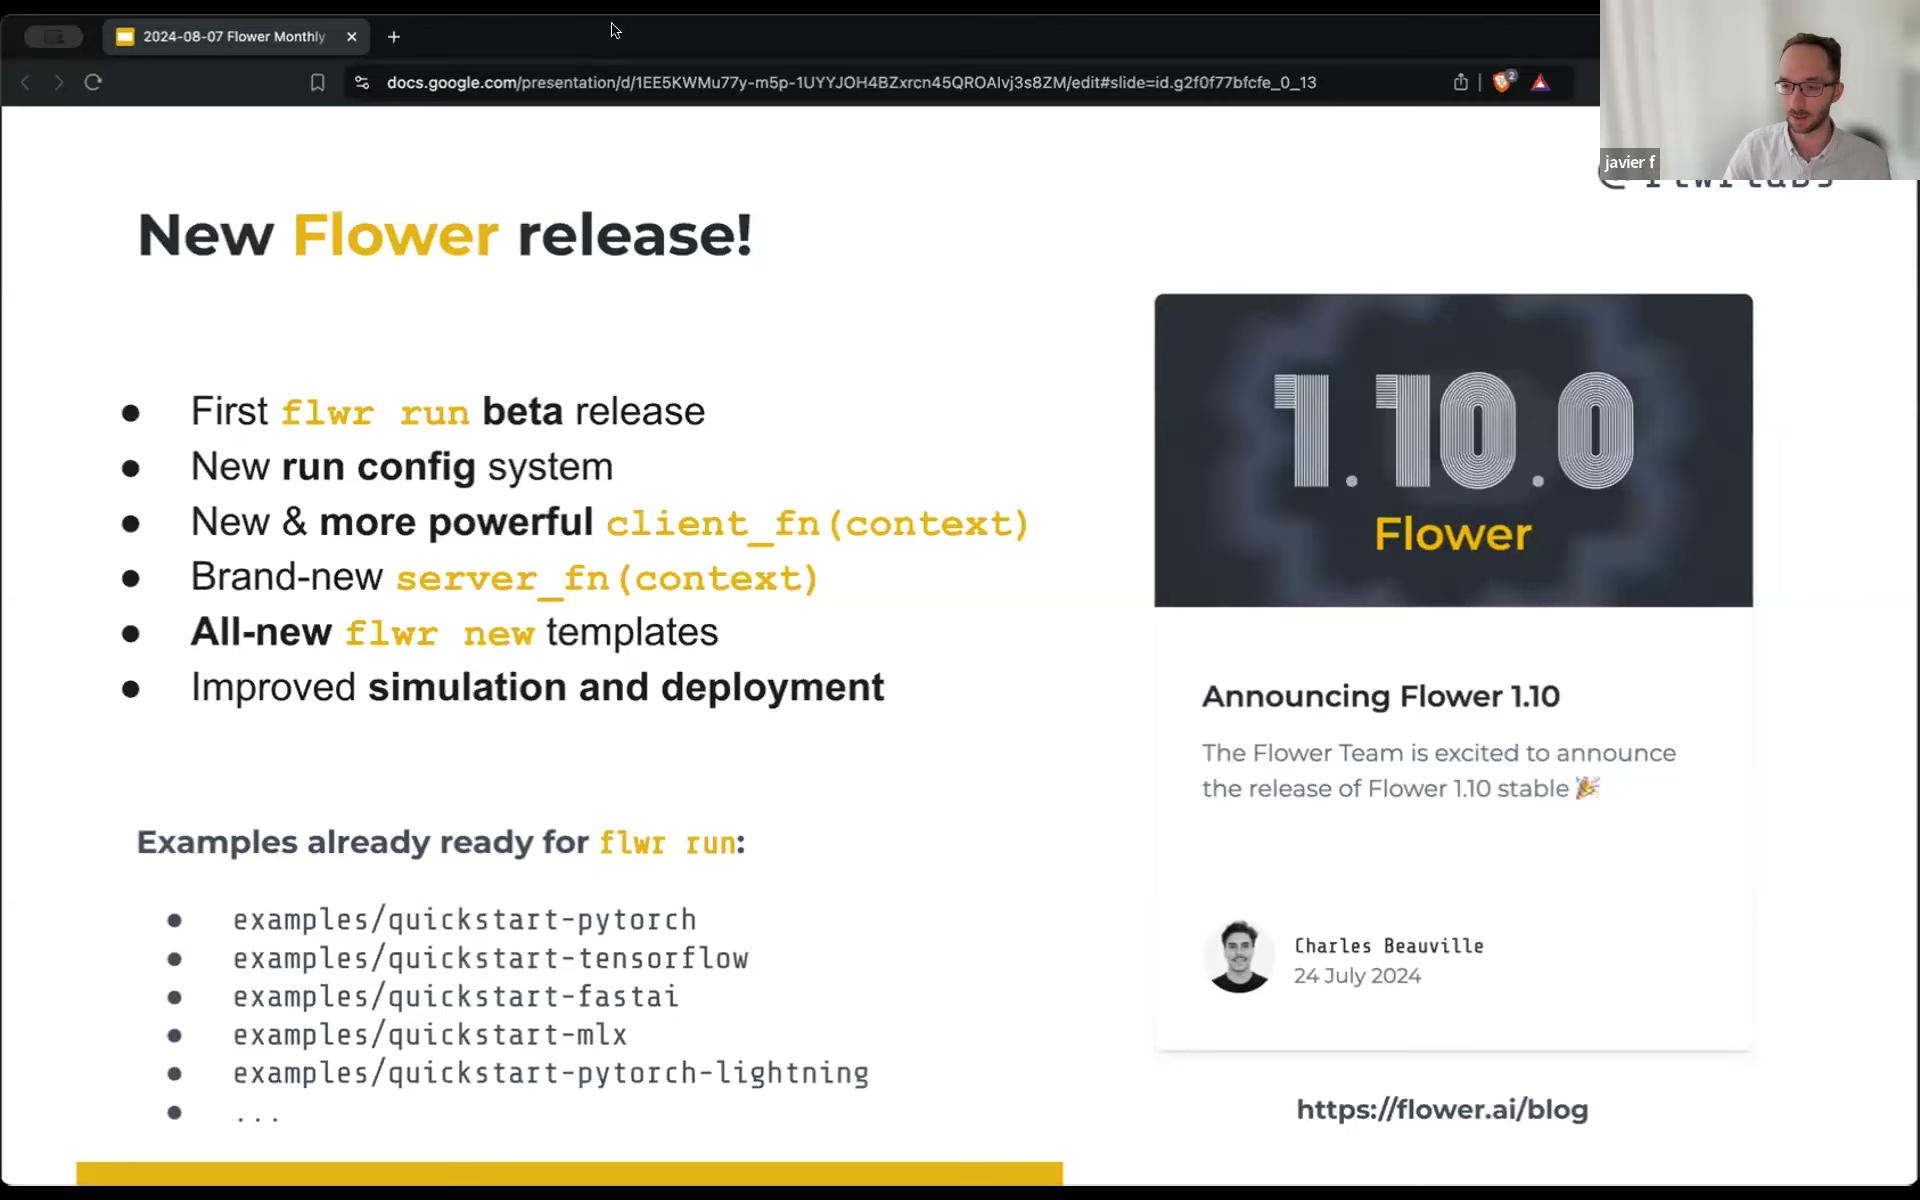 2024-08-07 Flower Monthly
docs.google.com/presentation/d/1EE5KWMu77y-m5p-1UYYJOH4BZxrcn45QROAIvj3s8ZM/edit#slide=id.g2f0f77bfcfe_0_13
2
javier f
New Flower release!
● First flwr run beta release
● New run config system
● New & more powerful client_fn(context)
● Brand-new server_fn(context)
● All-new flwr new templates
● Improved simulation and deployment
Examples already ready for flwr run:
● examples/quickstart-pytorch
● examples/quickstart-tensorflow
● examples/quickstart-fastai
● examples/quickstart-mlx
● examples/quickstart-pytorch-lightning
● ...
1.10.0
Flower
Announcing Flower 1.10
The Flower Team is excited to announce
the release of Flower 1.10 stable 🎉
Charles Beauville
24 July 2024
https://flower.ai/blog